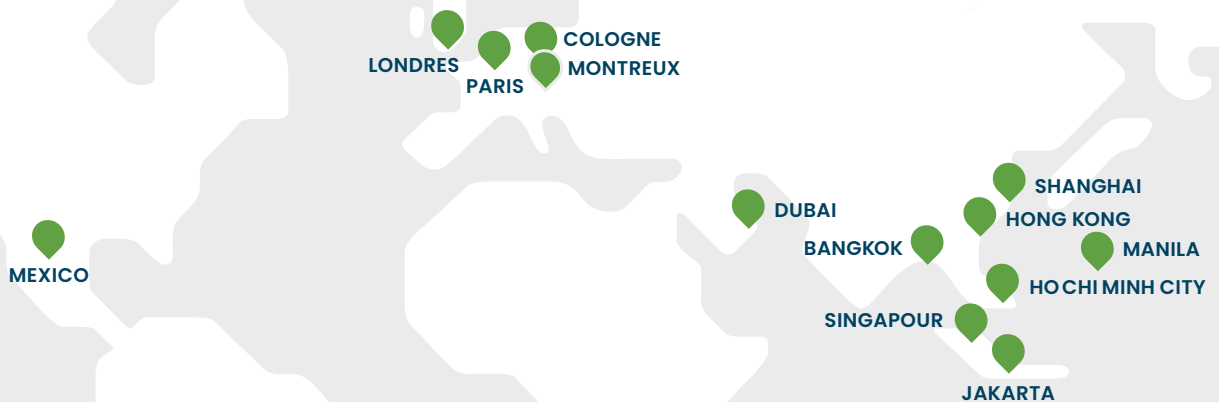 COLOGNE
LONDRES
MONTREUX
PARIS
SHANGHAI
DUBAI
HONG KONG
BANGKOK
MANILA
MEXICO
HO CHI MINH CITY
SINGAPOUR
JAKARTA